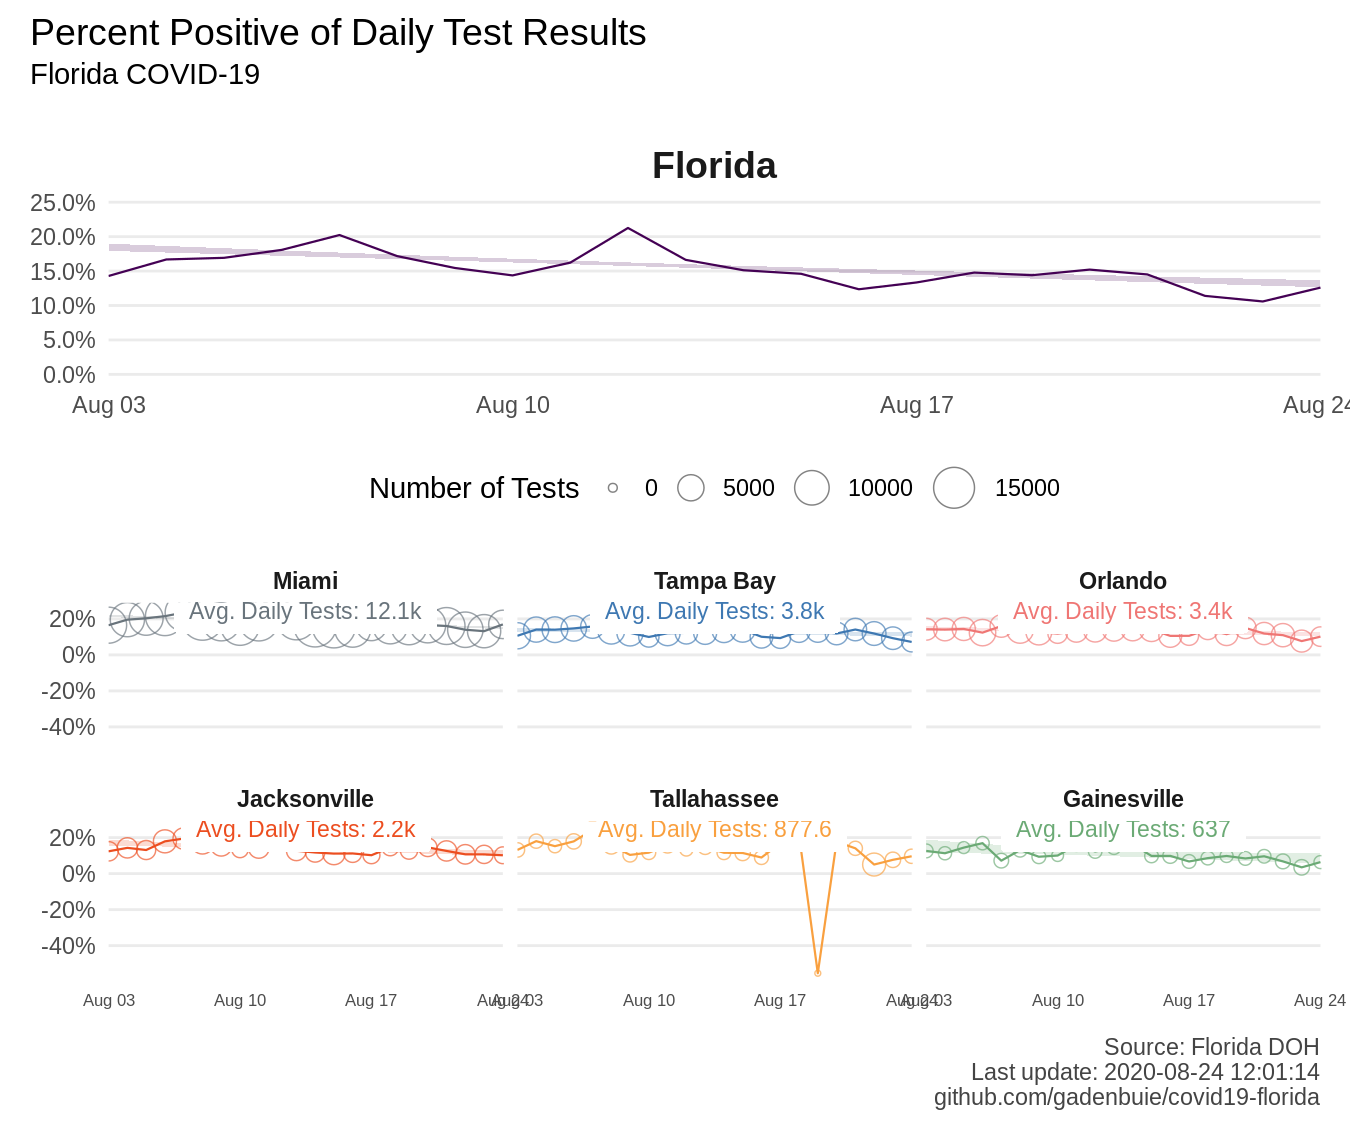 Percent Positive of Daily Test Results
Florida COVID-19
Florida
25.0%
20.0%
15.0%
10.0%
5.0%
0.0%
Aug 03 Aug 10 Aug 17 Aug 24
Number of Tests 0 5000 10000 15000
Miami Tampa Bay Orlando
Avg. Daily Tests: 12.1k Avg. Daily Tests: 3.8k Avg. Daily Tests: 3.4k
20%
0%
-20%
-40%
Jacksonville Tallahassee Gainesville
Avg. Daily Tests: 2.2k Avg. Daily Tests: 877.6 Avg. Daily Tests: 637
20%
0%
-20%
-40%
Aug 03 Aug 10 Aug 17 Aug 24 Aug 03 Aug 10 Aug 17 Aug 24 Aug 03 Aug 10 Aug 17 Aug 24
Source: Florida DOH
Last update: 2020-08-24 12:01:14
github.com/gadenbuie/covid19-florida